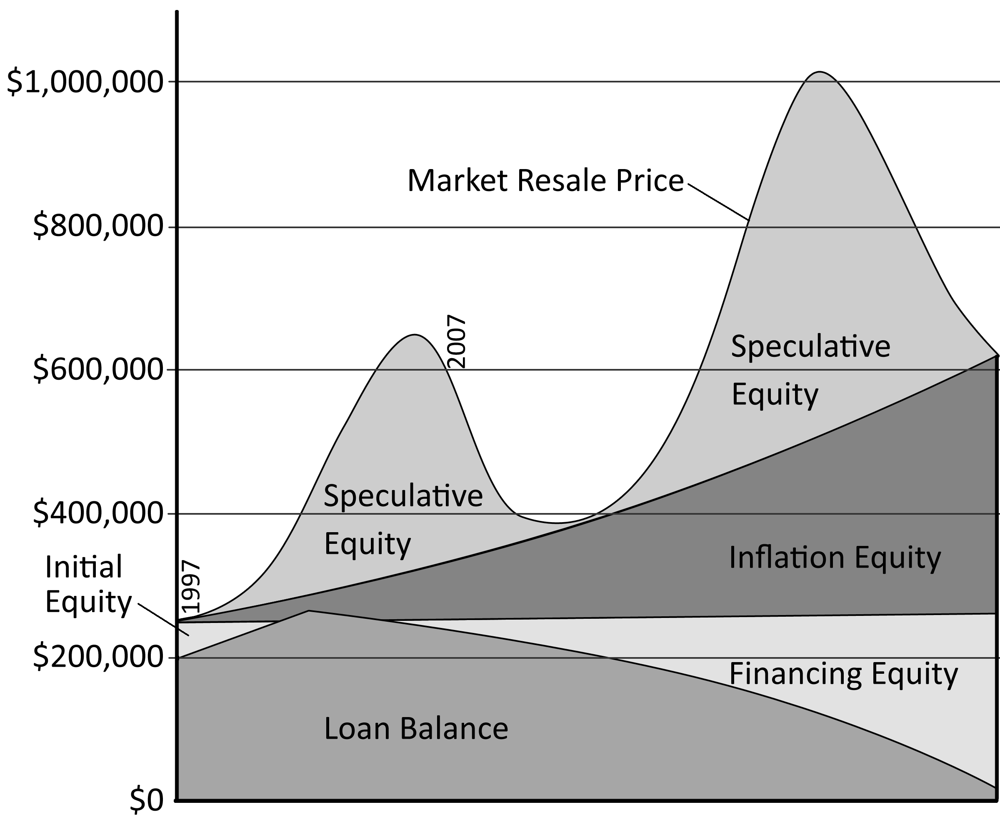 $1,000,000
Market Resale Price
$800,000
2007
Speculative
Equity
$600,000
Speculative
Equity
$400,000
Initial
Equity
1997
Inflation Equity
$200,000
Financing Equity
Loan Balance
$0